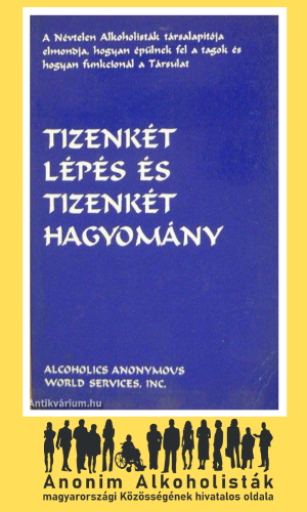 A Névtelen Alkoholisták társalapítója
elmondja, hogyan épülnek fel a tagok és
hogyan funkcionál a Társulat
TIZENKÉT
LÉPÉS ÉS
TIZENKÉT
HAGYOMÁNY
ALCOHOLICS ANONYMOUS
WORLD SERVICES, INC.
Antikvárium.hu
Anonim Alkoholisták
magyarországi Közösségének hivatalos oldala